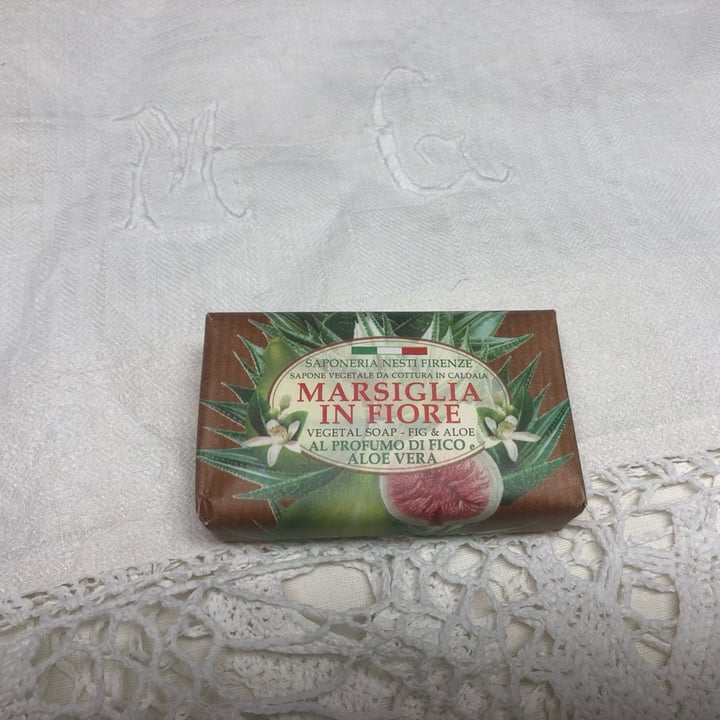 M G
SAPONERIA NESTI FIRENZE
SAPONE VEGETALE DA COTTURA IN CALDAIA
MARSIGLIA
IN FIORE
VEGETAL SOAP - FIG & ALOE
AL PROFUMO DI FICO e
ALOE VERA